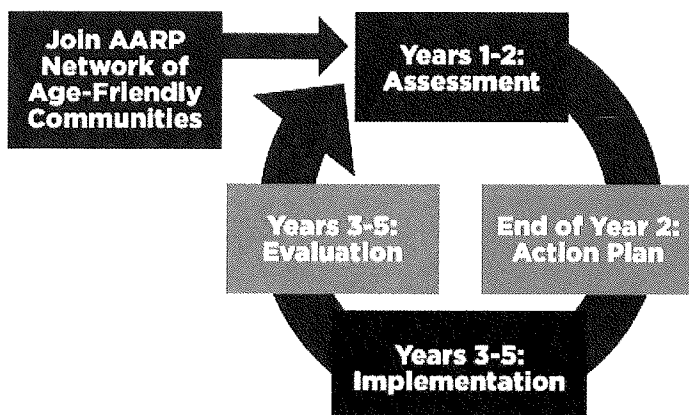 Join AARP
Network of
Age-Friendly
Communities
Years 1-2:
Assessment
End of Year 2:
Action Plan
Years 3-5:
Implementation
Years 3-5:
Evaluation